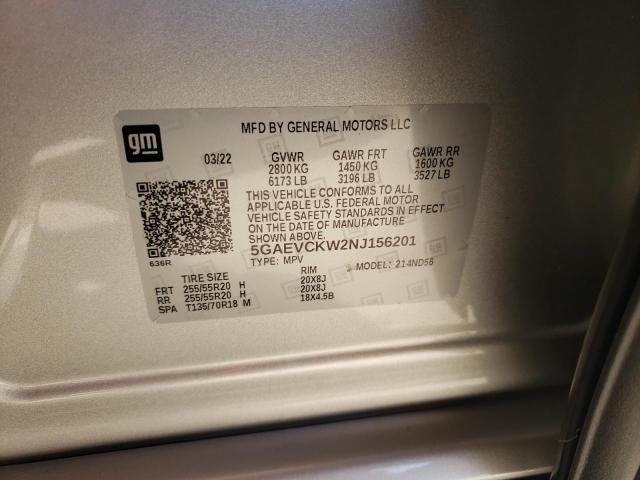 gm
MFD BY GENERAL MOTORS LLC
03/22 GVWR GAWR FRT GAWR RR
2800 KG 1450 KG 1600 KG
6173 LB 3196 LB 3527 LB
THIS VEHICLE CONFORMS TO ALL
APPLICABLE U.S. FEDERAL MOTOR
VEHICLE SAFETY STANDARDS IN EFFECT
ON THE DATE OF MANUFACTURE
SHOWN ABOVE.
5GAEVCKW2NJ156201
636R
TYPE: MPV MODEL: 214ND56
TIRE SIZE RIM
FRT 255/55R20 H 20X8J
RR 255/55R20 H 20X8J
SPA T135/70R18 M 18X4.5B